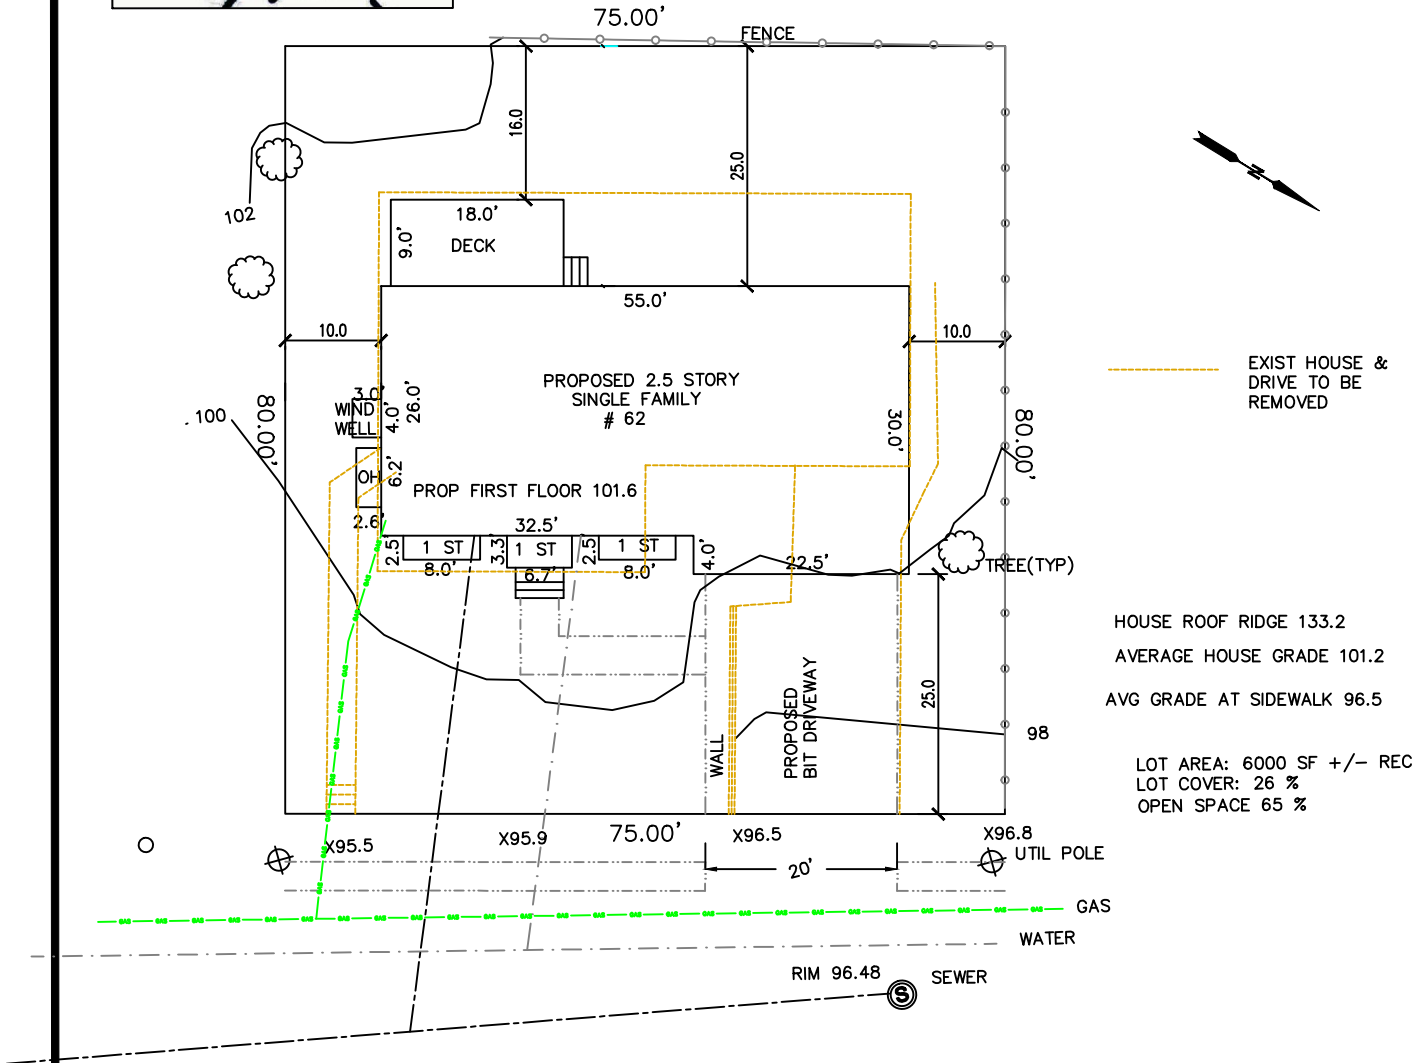 75.00'
FENCE
16.0
25.0
N
102
18.0'
9.0'
DECK
55.0'
10.0
10.0
EXIST HOUSE &
DRIVE TO BE
REMOVED
PROPOSED 2.5 STORY
SINGLE FAMILY
# 62
3.0'
WIND
WELL
4.0'
26.0'
30.0'
80.00'
80.00'
100
OH
6.2'
2.6'
PROP FIRST FLOOR 101.6
32.5'
2.5'
1 ST
8.0'
3.3'
1 ST
6.7'
2.5'
1 ST
8.0'
4.0'
22.5'
TREE(TYP)
HOUSE ROOF RIDGE 133.2
AVERAGE HOUSE GRADE 101.2
AVG GRADE AT SIDEWALK 96.5
25.0
WALL
PROPOSED
BIT DRIVEWAY
98
LOT AREA: 6000 SF +/- REC
LOT COVER: 26 %
OPEN SPACE 65 %
X95.5
X95.9
75.00'
X96.5
X96.8
UTIL POLE
20'
GAS
WATER
RIM 96.48
S
SEWER